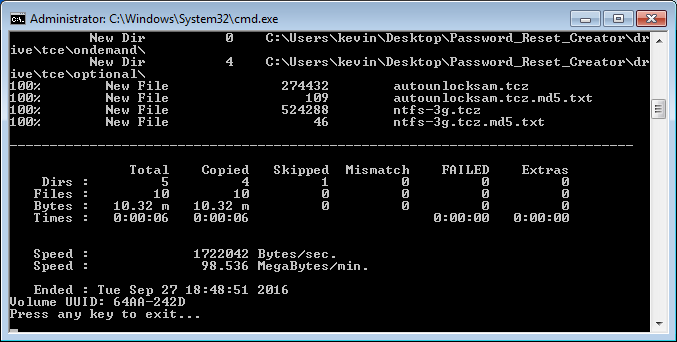 Administrator: C:\Windows\System32\cmd.exe
New Dir 0 C:\Users\kevin\Desktop\Password_Reset_Creator\dr
ive\tce\ondemand\
New Dir 4 C:\Users\kevin\Desktop\Password_Reset_Creator\dr
ive\tce\optional\
100% New File 274432 autounlocksam.tcz
100% New File 109 autounlocksam.tcz.md5.txt
100% New File 524288 ntfs-3g.tcz
100% New File 46 ntfs-3g.tcz.md5.txt
------------------------------------------------------------------------------
Total Copied Skipped Mismatch FAILED Extras
Dirs : 5 4 1 0 0 0
Files : 10 10 0 0 0 0
Bytes : 10.32 m 10.32 m 0 0 0 0
Times : 0:00:06 0:00:06 0:00:00 0:00:00
Speed : 1722042 Bytes/sec.
Speed : 98.536 MegaBytes/min.
Ended : Tue Sep 27 18:48:51 2016
Volume UUID: 64AA-242D
Press any key to exit...